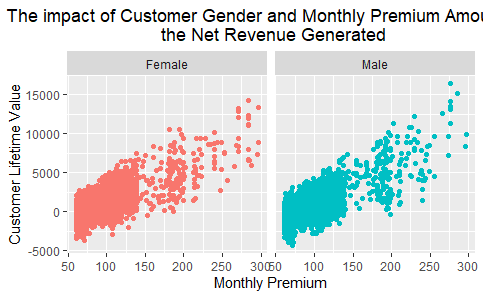 The impact of Customer Gender and Monthly Premium Amou
the Net Revenue Generated
Female
Male
Customer Lifetime Value
15000
10000
5000
0
-5000
50
100
150
200
250
300
50
100
150
200
250
300
Monthly Premium